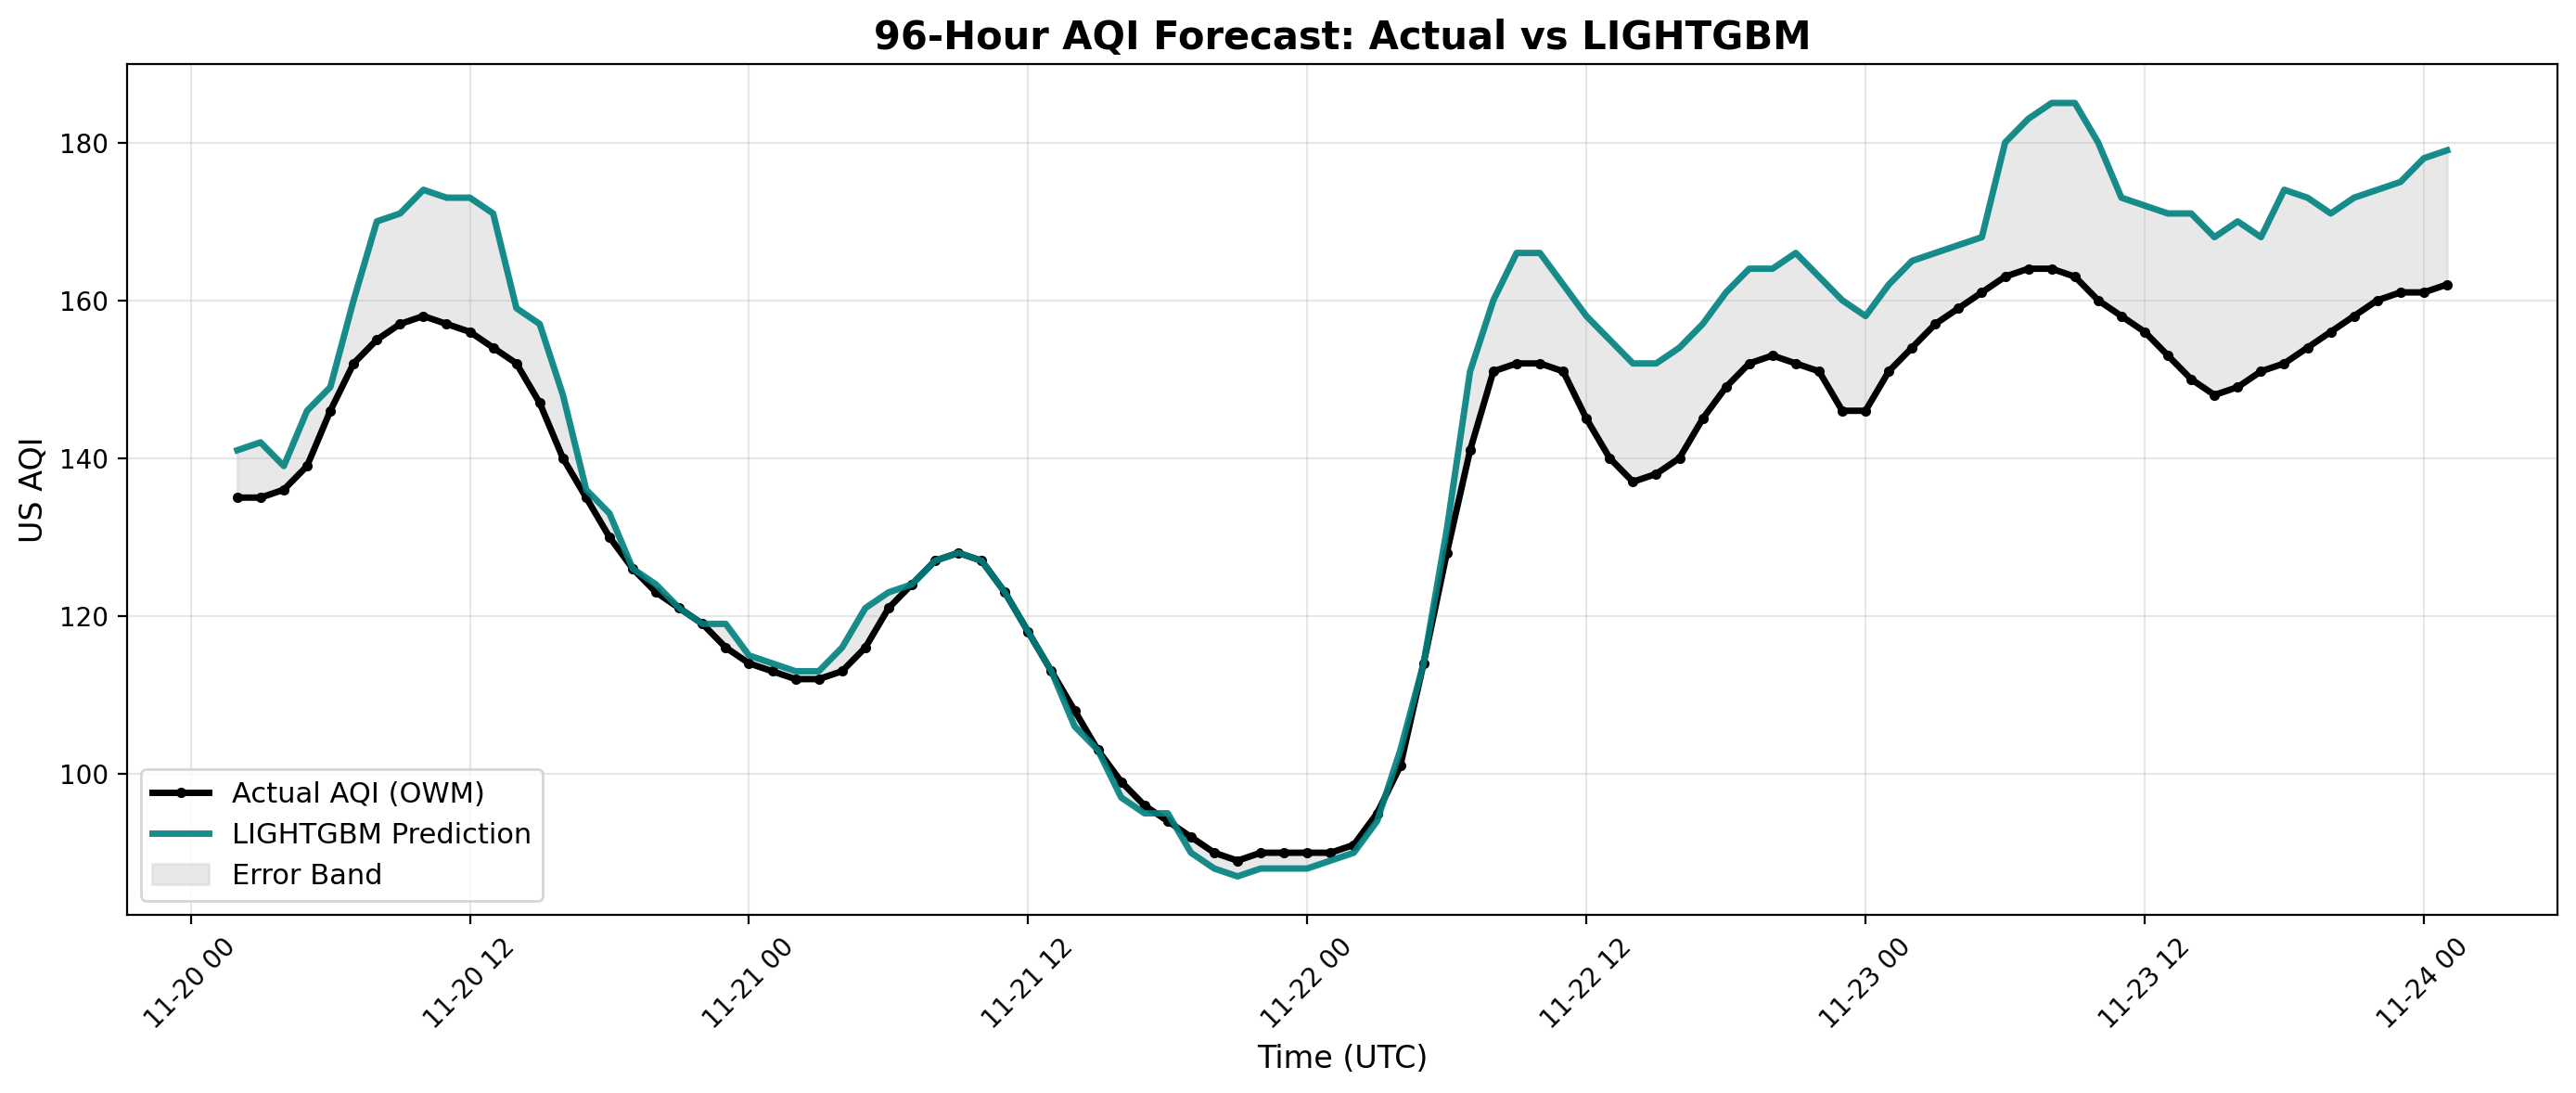 96-Hour AQI Forecast: Actual vs LIGHTGBM
US AQI
180
160
140
120
100
Actual AQI (OWM)
LIGHTGBM Prediction
Error Band
11-20 00
11-20 12
11-21 00
11-21 12
11-22 00
11-22 12
11-23 00
11-23 12
11-24 00
Time (UTC)